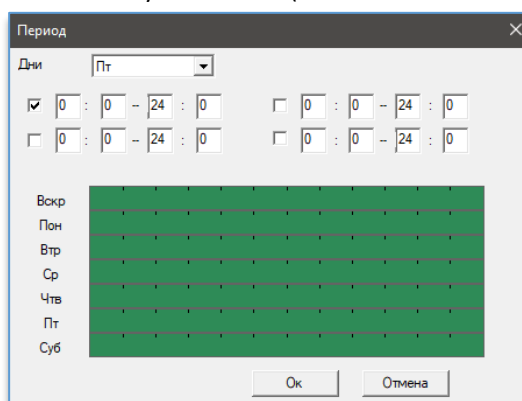 Период
Дни Пт
0 : 0 - 24 : 0 0 : 0 - 24 : 0
0 : 0 - 24 : 0 0 : 0 - 24 : 0
Вскр
Пон
Втр
Ср
Чтв
Пт
Суб
Ок Отмена